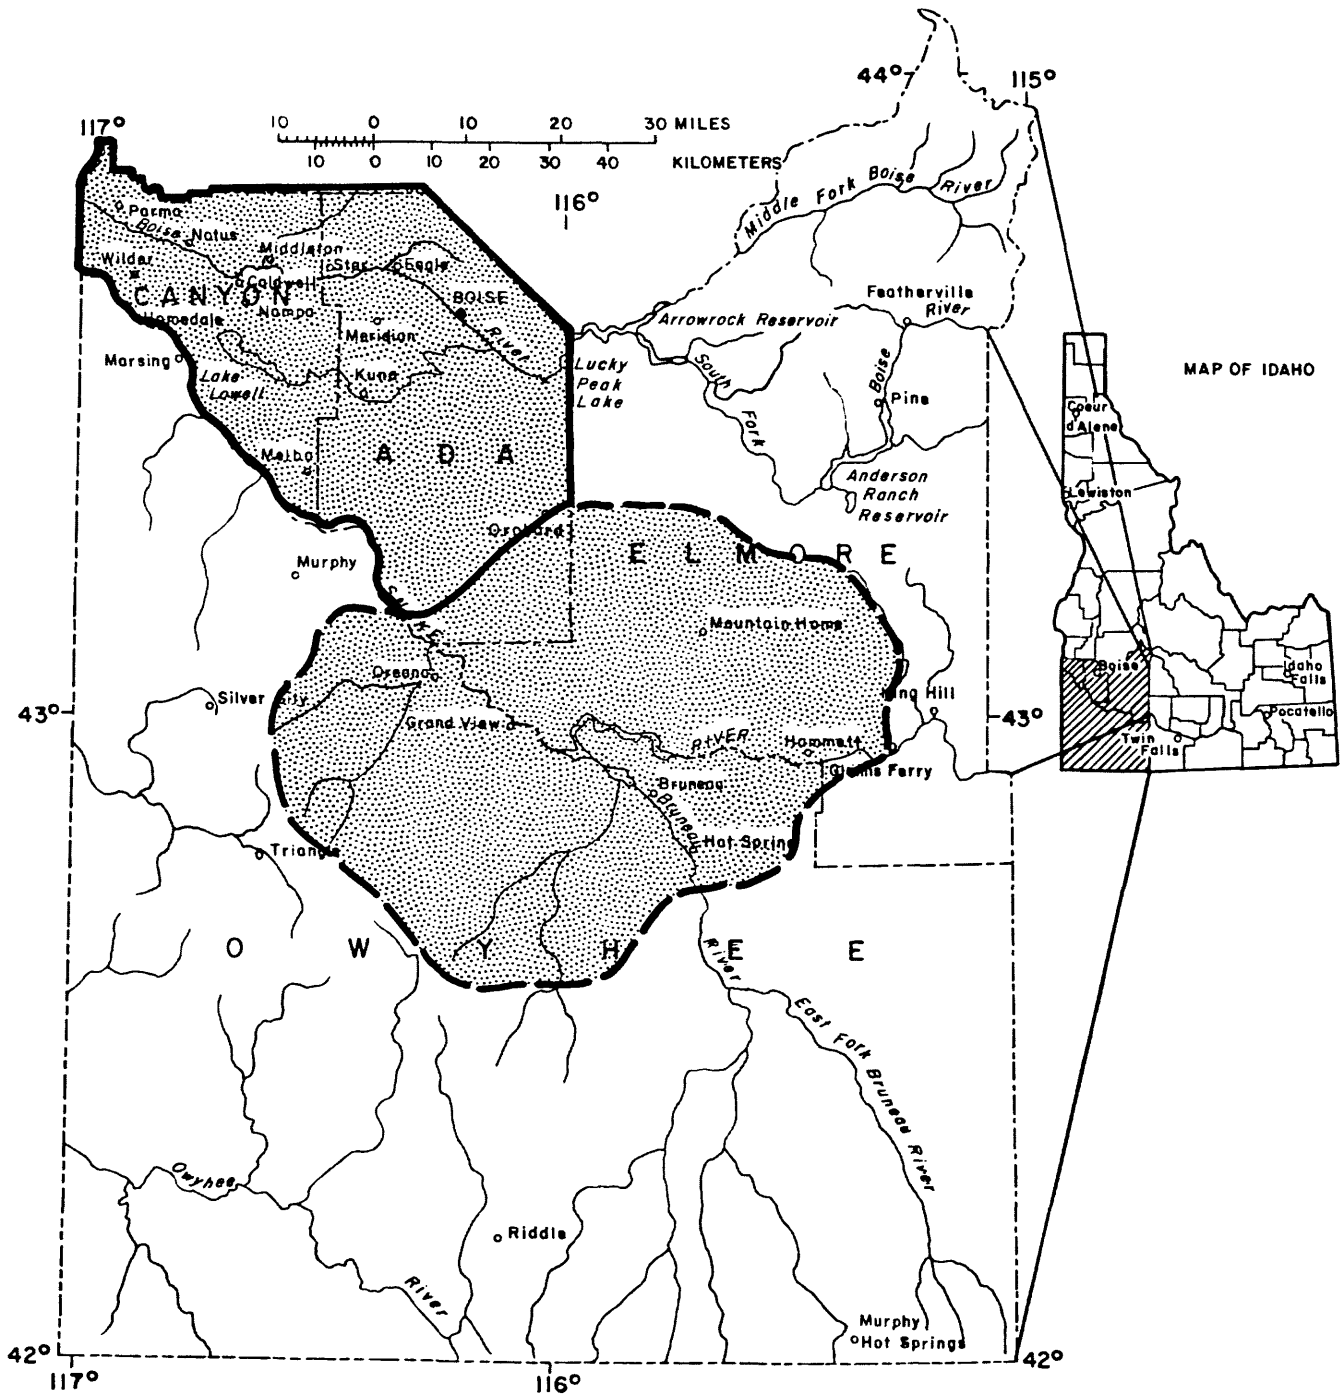 44°
115°
117°
10 0 10 20 30 MILES
10 0 10 20 30 40 KILOMETERS
116°
Middle Fork Boise River
Parma
Boise
Notus
Middleton
Wilder
Star
Eagle
Caldwell
CANYON
Nampa
BOISE
Homedale
Meridian
River
Marsing
Lake
Lowell
Kuna
Lucky
Peak
Lake
Arrowrock Reservoir
Featherville
River
South
Fork
Boise
Pine
MAP OF IDAHO
Coeur
d'Alene
Lewiston
Melba
ADA
Anderson
Ranch
Reservoir
Orchard
ELMORE
Murphy
SNAKE
Mountain Home
Oreana
Silver City
King Hill
43°
43°
Grand View
RIVER
Hammett
Glenns Ferry
Boise
Idaho
Falls
Pocatello
Twin
Falls
Bruneau
Bruneau
Hot Spring
Triangle
OWYHEE
River
East Fork Bruneau River
Owyhee
River
Riddle
Murphy
Hot Springs
42°
42°
117°
116°